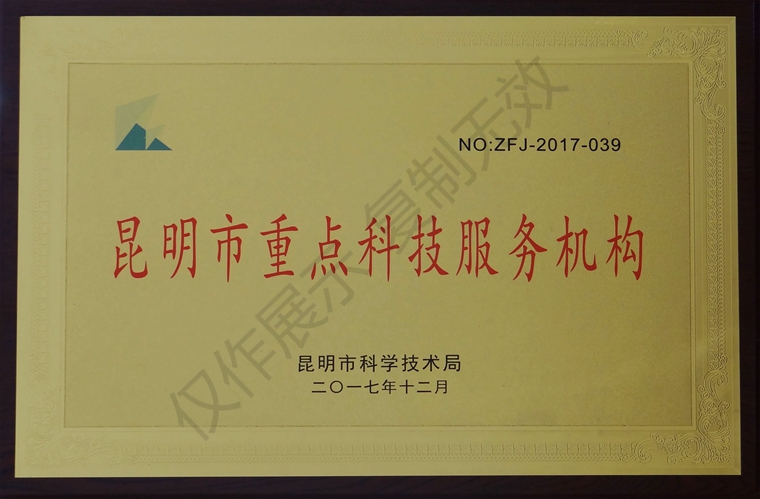 NO:ZFJ-2017-039
昆明市重点科技服务机构
昆明市科学技术局
二〇一七年十二月
仅作展示 复制无效